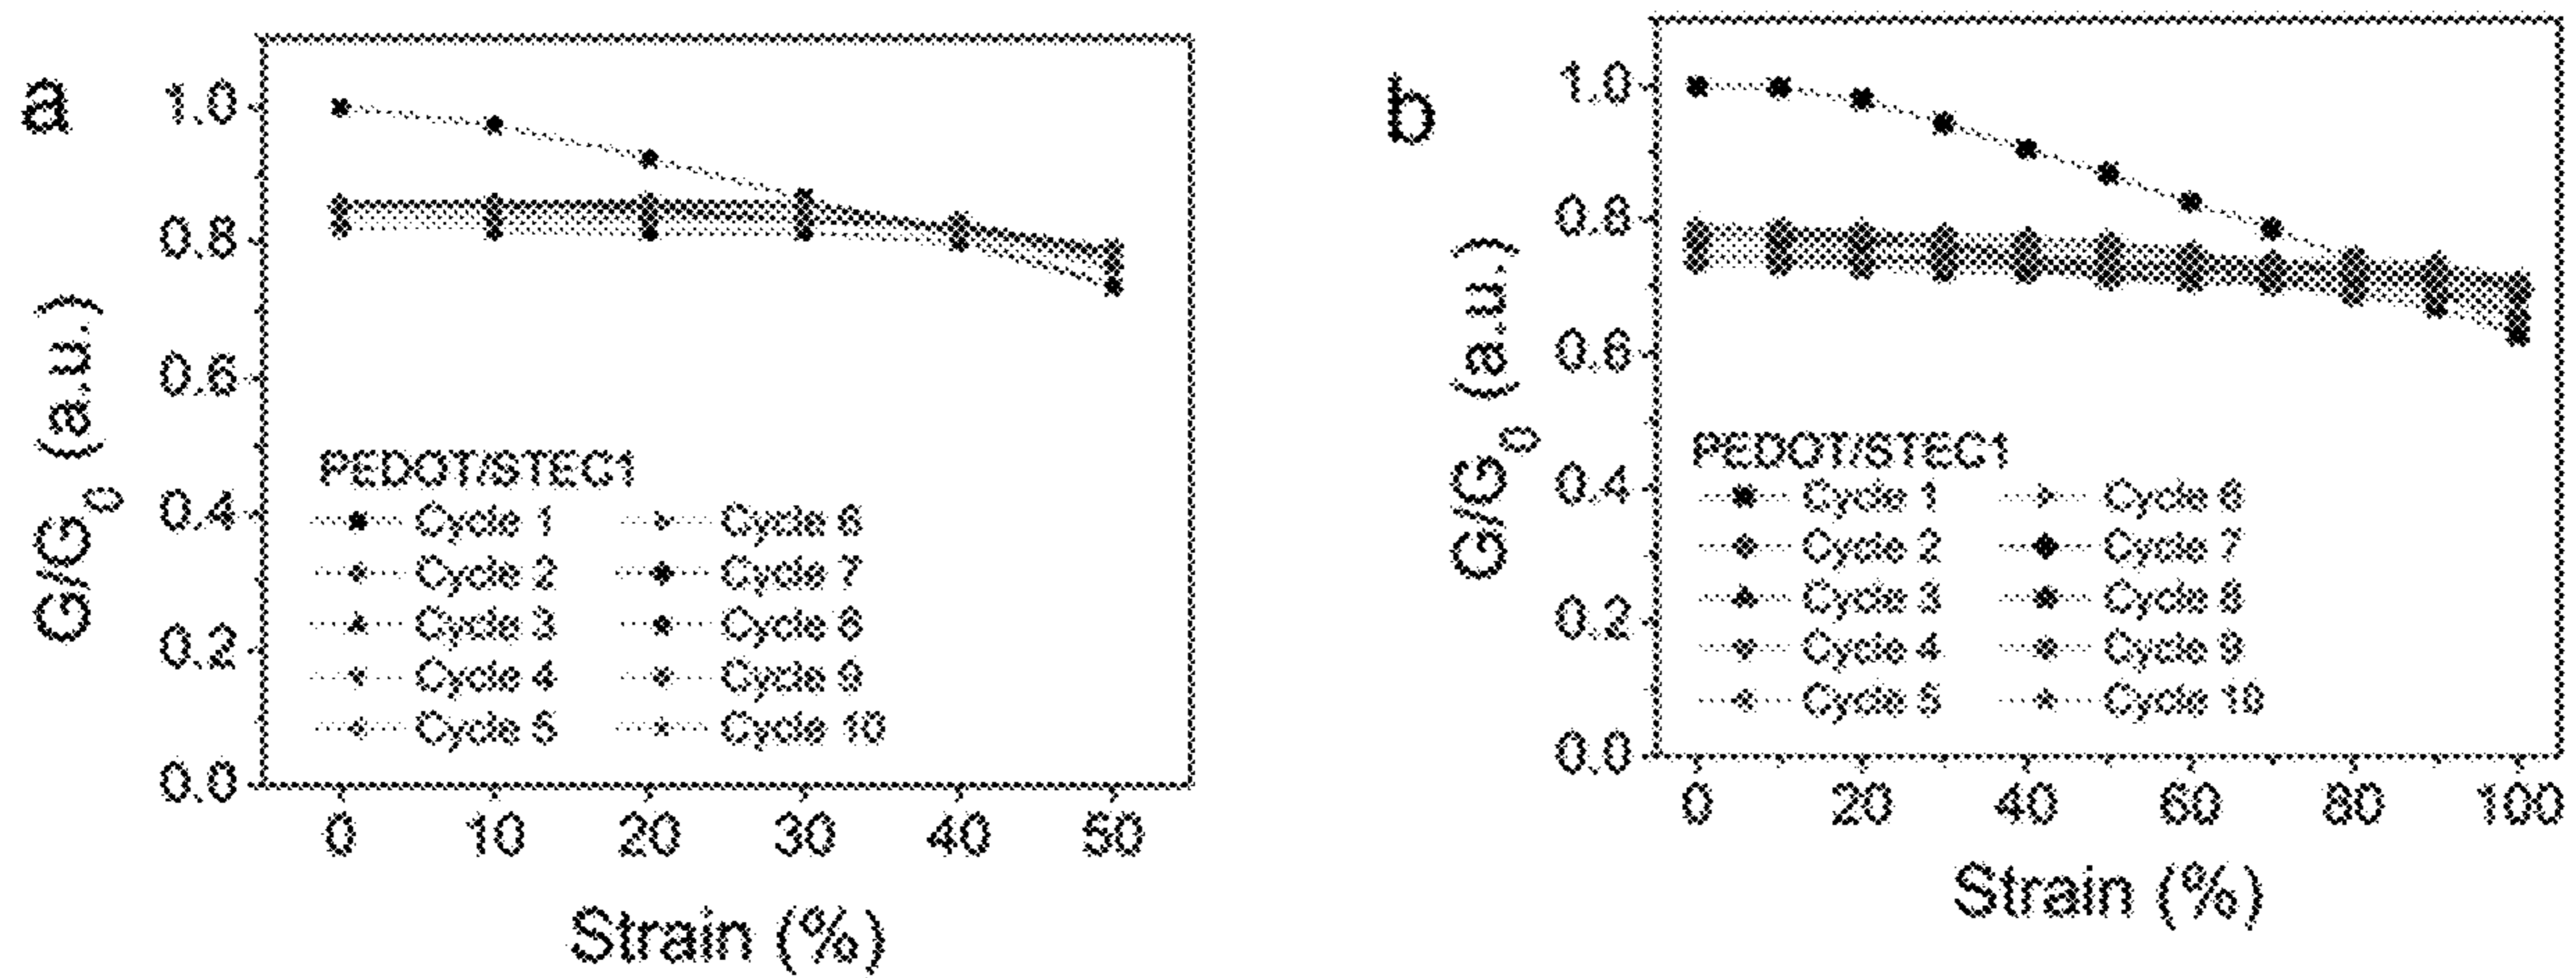 a
G/G0 (a.u.)
1.0
0.8
0.6
0.4
0.2
0.0
PEDOT/STEC1
Cycle 1 Cycle 6
Cycle 2 Cycle 7
Cycle 3 Cycle 8
Cycle 4 Cycle 9
Cycle 5 Cycle 10
0 10 20 30 40 50
Strain (%)
b
G/G0 (a.u.)
1.0
0.8
0.6
0.4
0.2
0.0
PEDOT/STEC1
Cycle 1 Cycle 6
Cycle 2 Cycle 7
Cycle 3 Cycle 8
Cycle 4 Cycle 9
Cycle 5 Cycle 10
0 20 40 60 80 100
Strain (%)